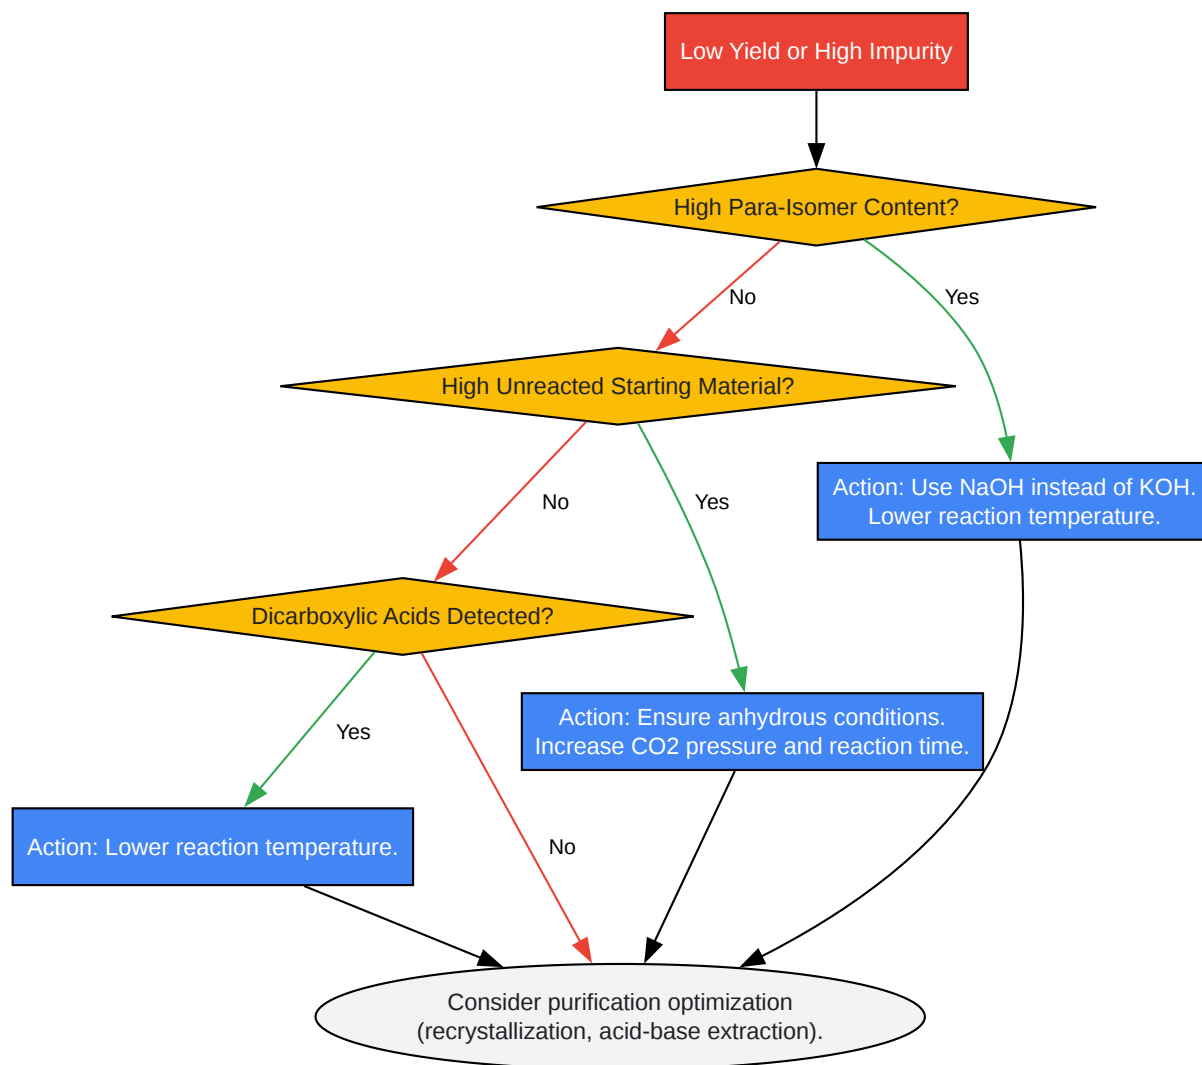 Low Yield or High Impurity
High Para-Isomer Content?
No
Yes
High Unreacted Starting Material?
No
Yes
Action: Use NaOH instead of KOH.
Lower reaction temperature.
Dicarboxylic Acids Detected?
Yes
No
Action: Ensure anhydrous conditions.
Increase CO2 pressure and reaction time.
Action: Lower reaction temperature.
Consider purification optimization
(recrystallization, acid-base extraction).